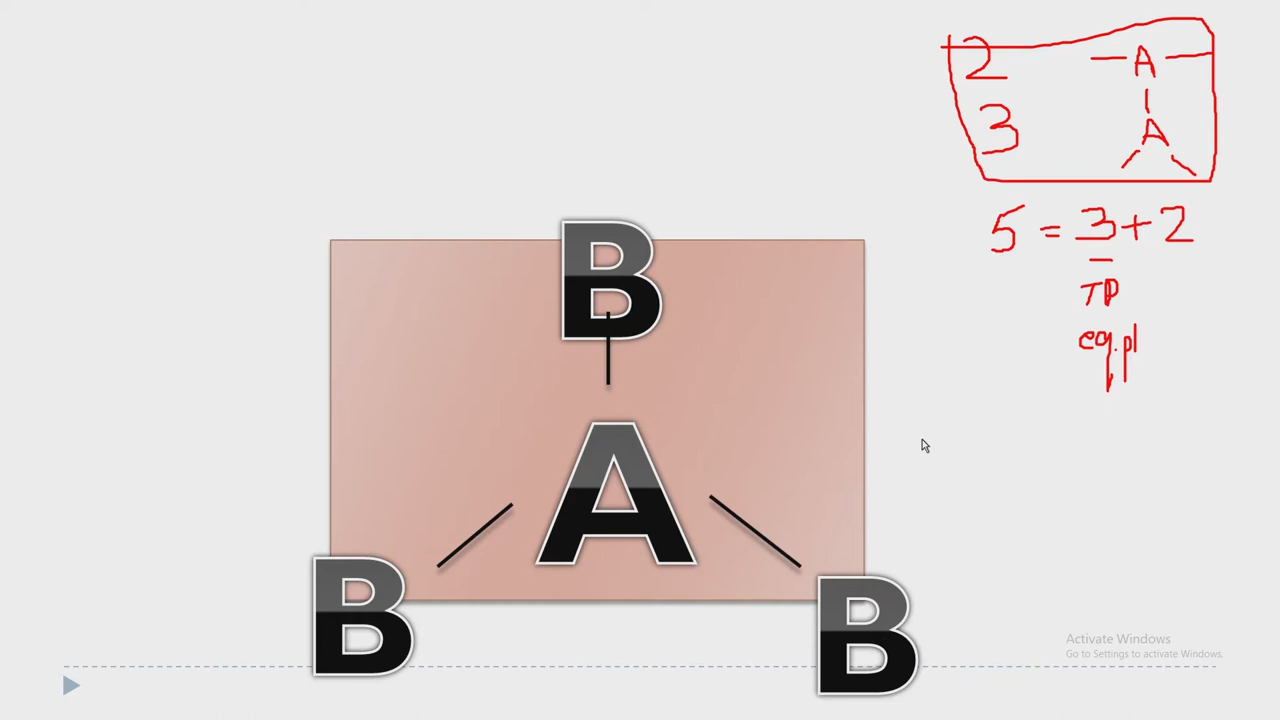 2 — A —
3 A
5 = 3 + 2
TP
eq.pl
B
A
B B
Activate Windows
Go to Settings to activate Windows.